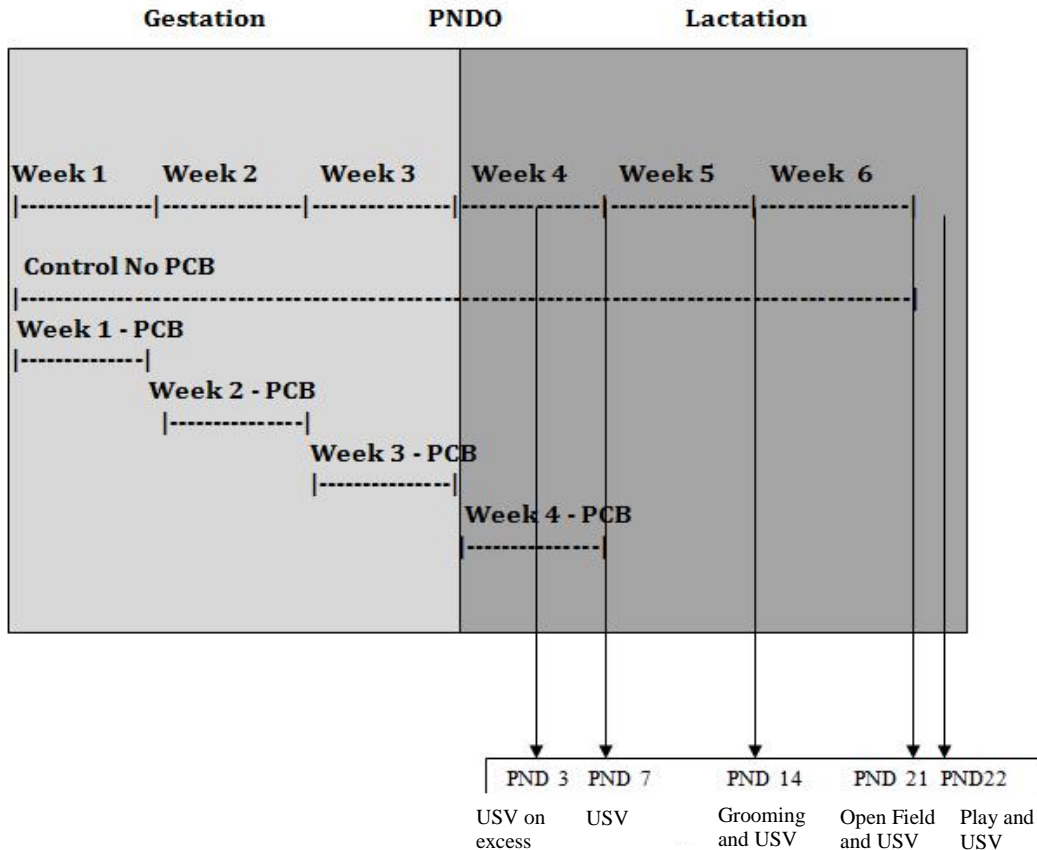 Gestation PNDO Lactation
Week 1 Week 2 Week 3 Week 4 Week 5 Week 6
|--------------|--------------|--------------|--------------|--------------|---------------|
Control No PCB
|------------------------------------------------------------------------------------------|
Week 1 - PCB
|-------------|
Week 2 - PCB
|--------------|
Week 3 - PCB
|--------------|
Week 4 - PCB
|--------------|
PND 3 PND 7 PND 14 PND 21 PND22
USV on excess
USV
Grooming and USV
Open Field and USV
Play and USV